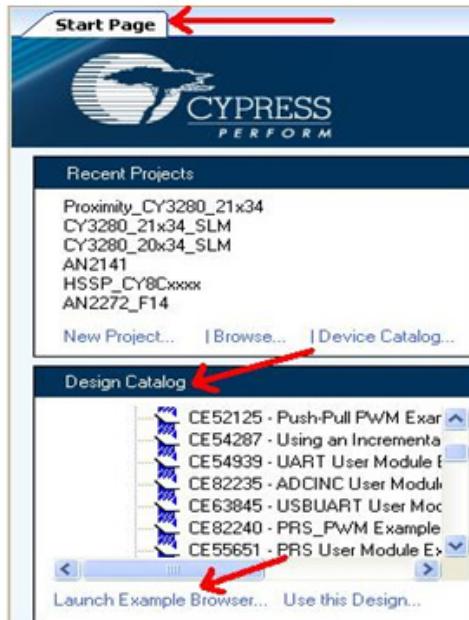 Start Page
CYPRESS
PERFORM
Recent Projects
Proximity_CY3280_21x34
CY3280_21x34_SLM
CY3280_20x34_SLM
AN2141
HSSP_CY8Cxxxx
AN2272_F14
New Project... | Browse... | Device Catalog...
Design Catalog
CE52125 - Push-Pull PWM Exar
CE54287 - Using an Incrementa
CE54939 - UART User Module E
CE82235 - ADCINC User Module
CE63845 - USBUART User Moc
CE82240 - PRS_PWM Example
CE55651 - PRS User Module Ex
Launch Example Browser... Use this Design...